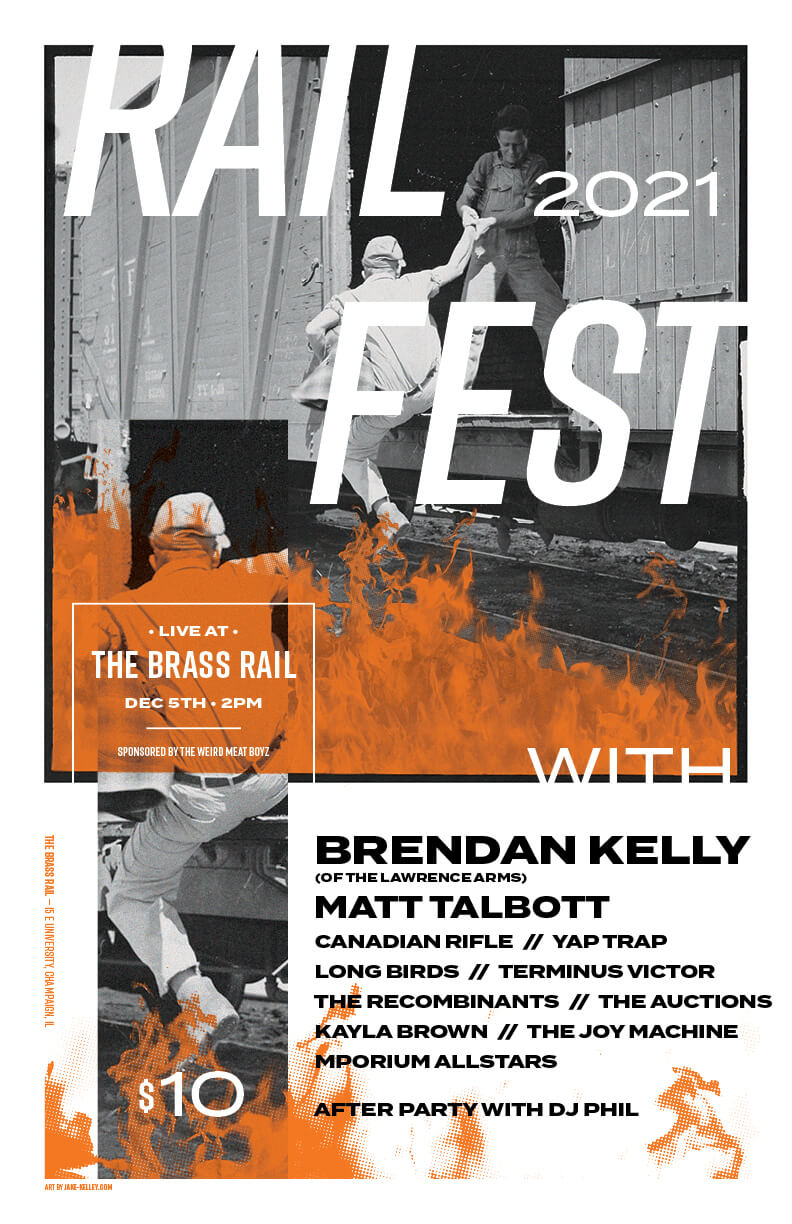 RAIL
2021
FEST
• LIVE AT •
THE BRASS RAIL
DEC 5TH • 2PM
SPONSORED BY THE WEIRD MEAT BOYZ
WITH
BRENDAN KELLY
(OF THE LAWRENCE ARMS)
MATT TALBOTT
CANADIAN RIFLE // YAP TRAP
LONG BIRDS // TERMINUS VICTOR
THE RECOMBINANTS // THE AUCTIONS
KAYLA BROWN // THE JOY MACHINE
MPORIUM ALLSTARS
AFTER PARTY WITH DJ PHIL
$10
THE BRASS RAIL – 15 E UNIVERSITY, CHAMPAIGN, IL
ART BY JAKE-KELLEY.COM